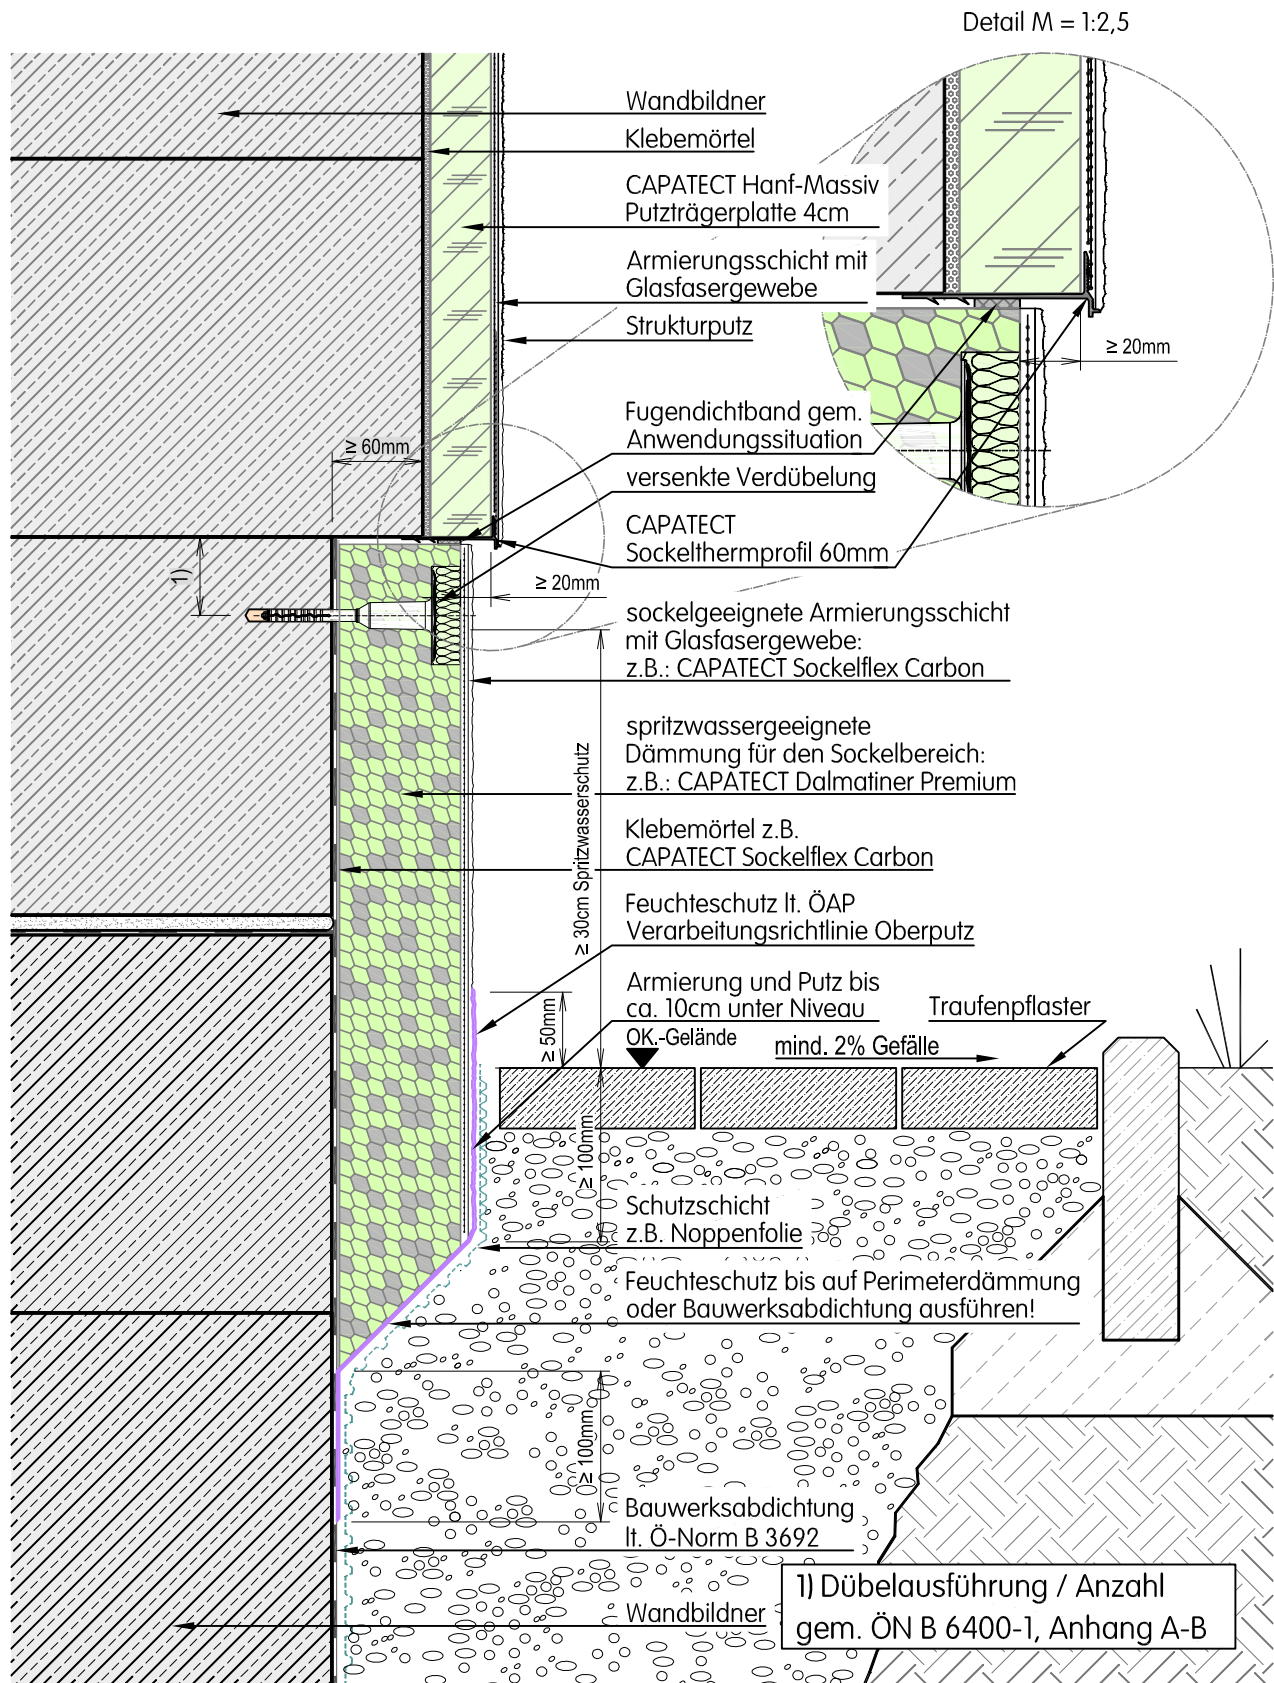 Detail M = 1:2,5
Wandbildner
Klebemörtel
CAPATECT Hanf-Massiv
Putzträgerplatte 4cm
Armierungsschicht mit
Glasfasergewebe
Strukturputz
≥ 20mm
Fugendichtband gem.
Anwendungssituation
≥ 60mm
versenkte Verdübelung
CAPATECT
Sockelthermprofil 60mm
1)
≥ 20mm
sockelgeeignete Armierungsschicht
mit Glasfasergewebe:
z.B.: CAPATECT Sockelflex Carbon
spritzwassergeeignete
Dämmung für den Sockelbereich:
z.B.: CAPATECT Dalmatiner Premium
≥ 30cm Spritzwasserschutz
Klebemörtel z.B.
CAPATECT Sockelflex Carbon
Feuchteschutz lt. ÖAP
Verarbeitungsrichtlinie Oberputz
Armierung und Putz bis
ca. 10cm unter Niveau
Traufenpflaster
≥ 50mm
OK.-Gelände
mind. 2% Gefälle
≥ 100mm
Schutzschicht
z.B. Noppenfolie
Feuchteschutz bis auf Perimeterdämmung
oder Bauwerksabdichtung ausführen!
≥ 100mm
Bauwerksabdichtung
lt. Ö-Norm B 3692
Wandbildner
1) Dübelausführung / Anzahl
gem. ÖN B 6400-1, Anhang A-B